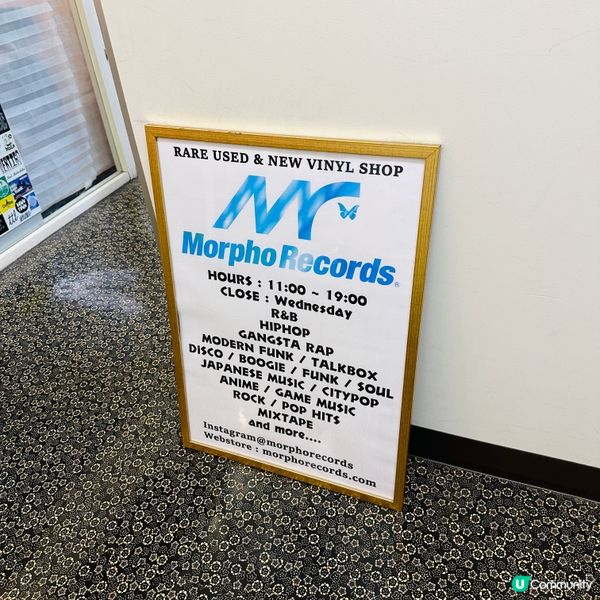 RARE USED & NEW VINYL SHOP
Morpho Records®
HOURS : 11:00 ~ 19:00
CLOSE : Wednesday
R&B
HIPHOP
GANGSTA RAP
MODERN FUNK / TALKBOX
DISCO / BOOGIE / FUNK / SOUL
JAPANESE MUSIC / CITYPOP
ANIME / GAME MUSIC
ROCK / POP HITS
MIXTAPE
and more....
Instagram@morphorecords
Webstore : morphorecords.com
U Community